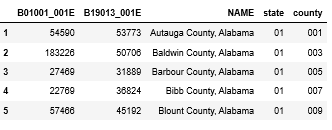 B01001_001E B19013_001E NAME state county
1 54590 53773 Autauga County, Alabama 01 001
2 183226 50706 Baldwin County, Alabama 01 003
3 27469 31889 Barbour County, Alabama 01 005
4 22769 36824 Bibb County, Alabama 01 007
5 57466 45192 Blount County, Alabama 01 009